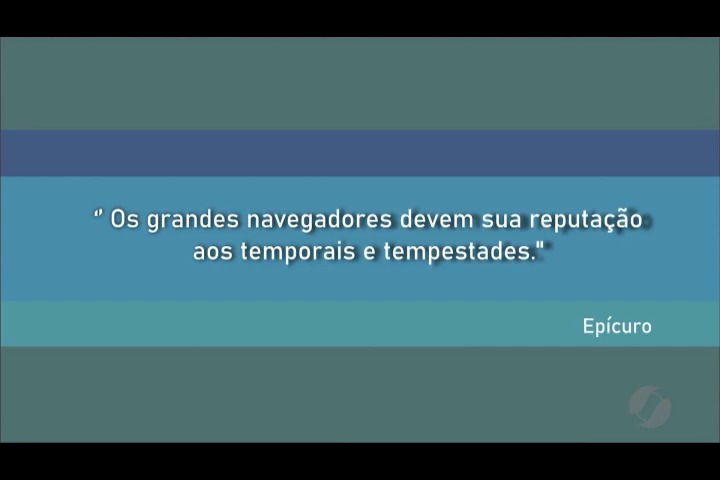 “ Os grandes navegadores devem sua reputação
aos temporais e tempestades."
Epícuro